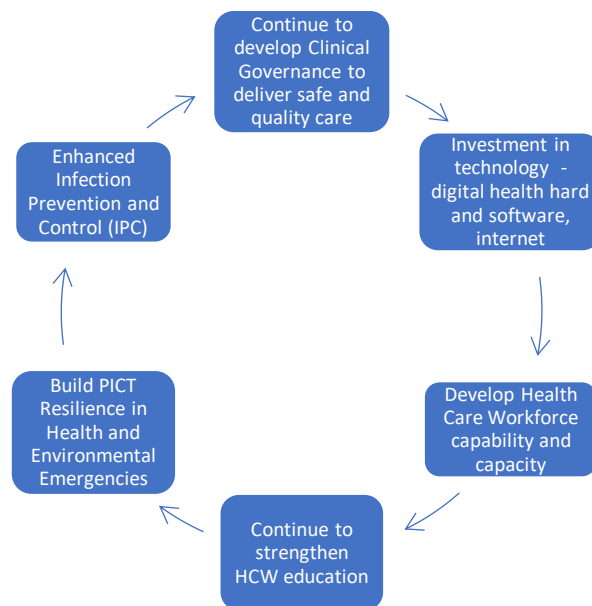 Continue to
develop Clinical
Governance to
deliver safe and
quality care
Investment in
technology -
digital health hard
and software,
internet
Develop Health
Care Workforce
capability and
capacity
Continue to
strengthen
HCW education
Build PICT
Resilience in
Health and
Environmental
Emergencies
Enhanced
Infection
Prevention and
Control (IPC)